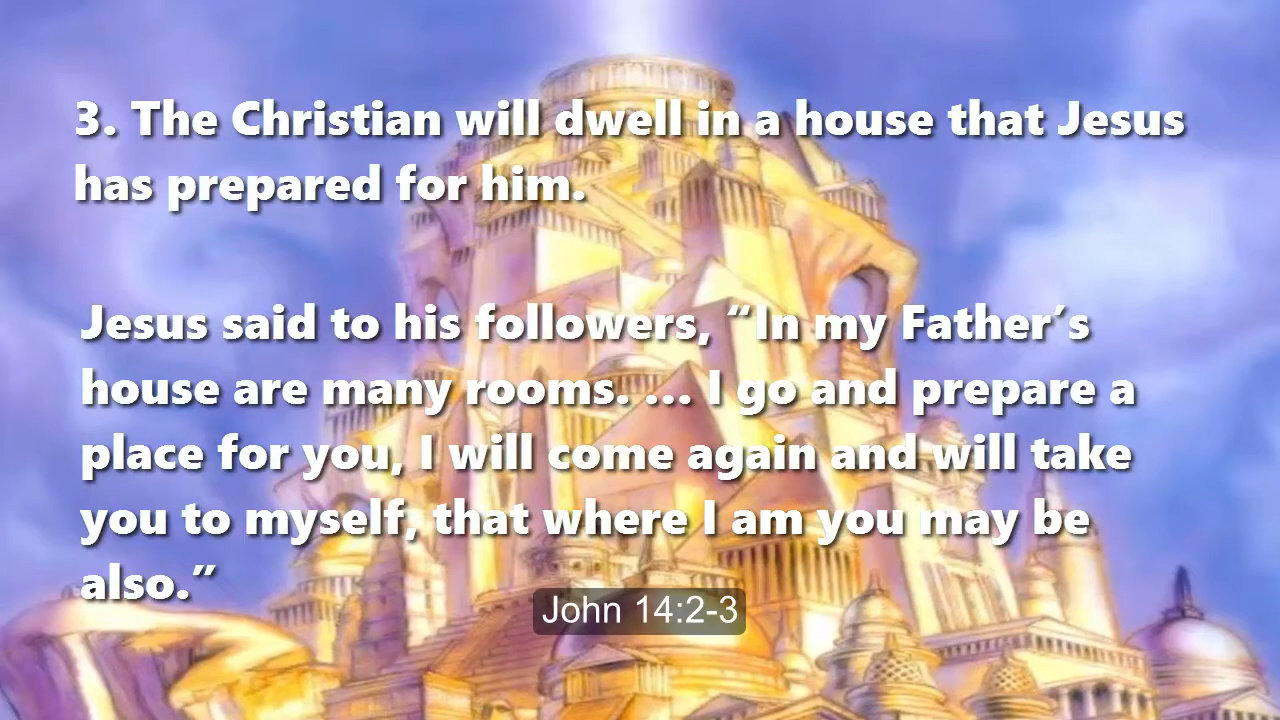 3. The Christian will dwell in a house that Jesus
has prepared for him.
Jesus said to his followers, “In my Father’s
house are many rooms. ... I go and prepare a
place for you, I will come again and will take
you to myself, that where I am you may be
also.”
John 14:2-3